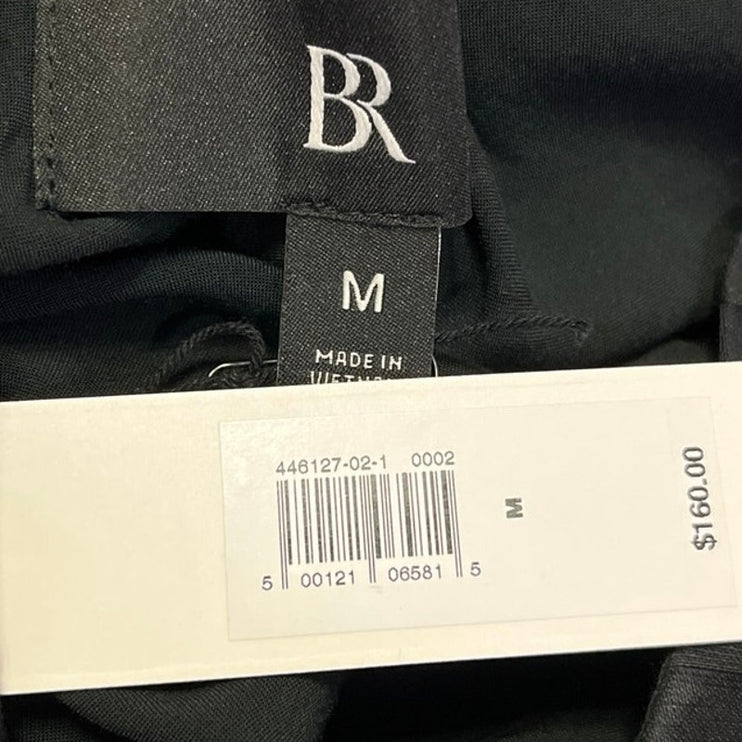 BR
M
MADE IN
446127-02-1 0002
M
$160.00
5 00121 06581 5